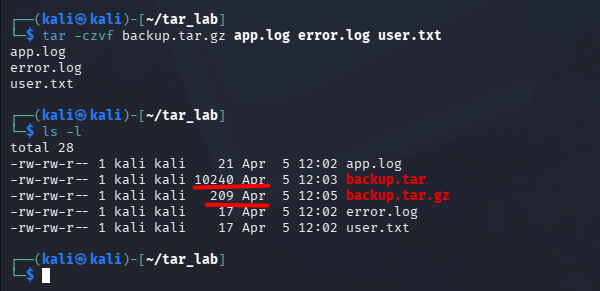 ┌──(kali㉿kali)-[~/tar_lab]
└─$ tar -czvf backup.tar.gz app.log error.log user.txt
app.log
error.log
user.txt
┌──(kali㉿kali)-[~/tar_lab]
└─$ ls -l
total 28
-rw-rw-r-- 1 kali kali    21 Apr  5 12:02 app.log
-rw-rw-r-- 1 kali kali 10240 Apr  5 12:03 backup.tar
-rw-rw-r-- 1 kali kali   209 Apr  5 12:05 backup.tar.gz
-rw-rw-r-- 1 kali kali    17 Apr  5 12:02 error.log
-rw-rw-r-- 1 kali kali    17 Apr  5 12:02 user.txt
┌──(kali㉿kali)-[~/tar_lab]
└─$